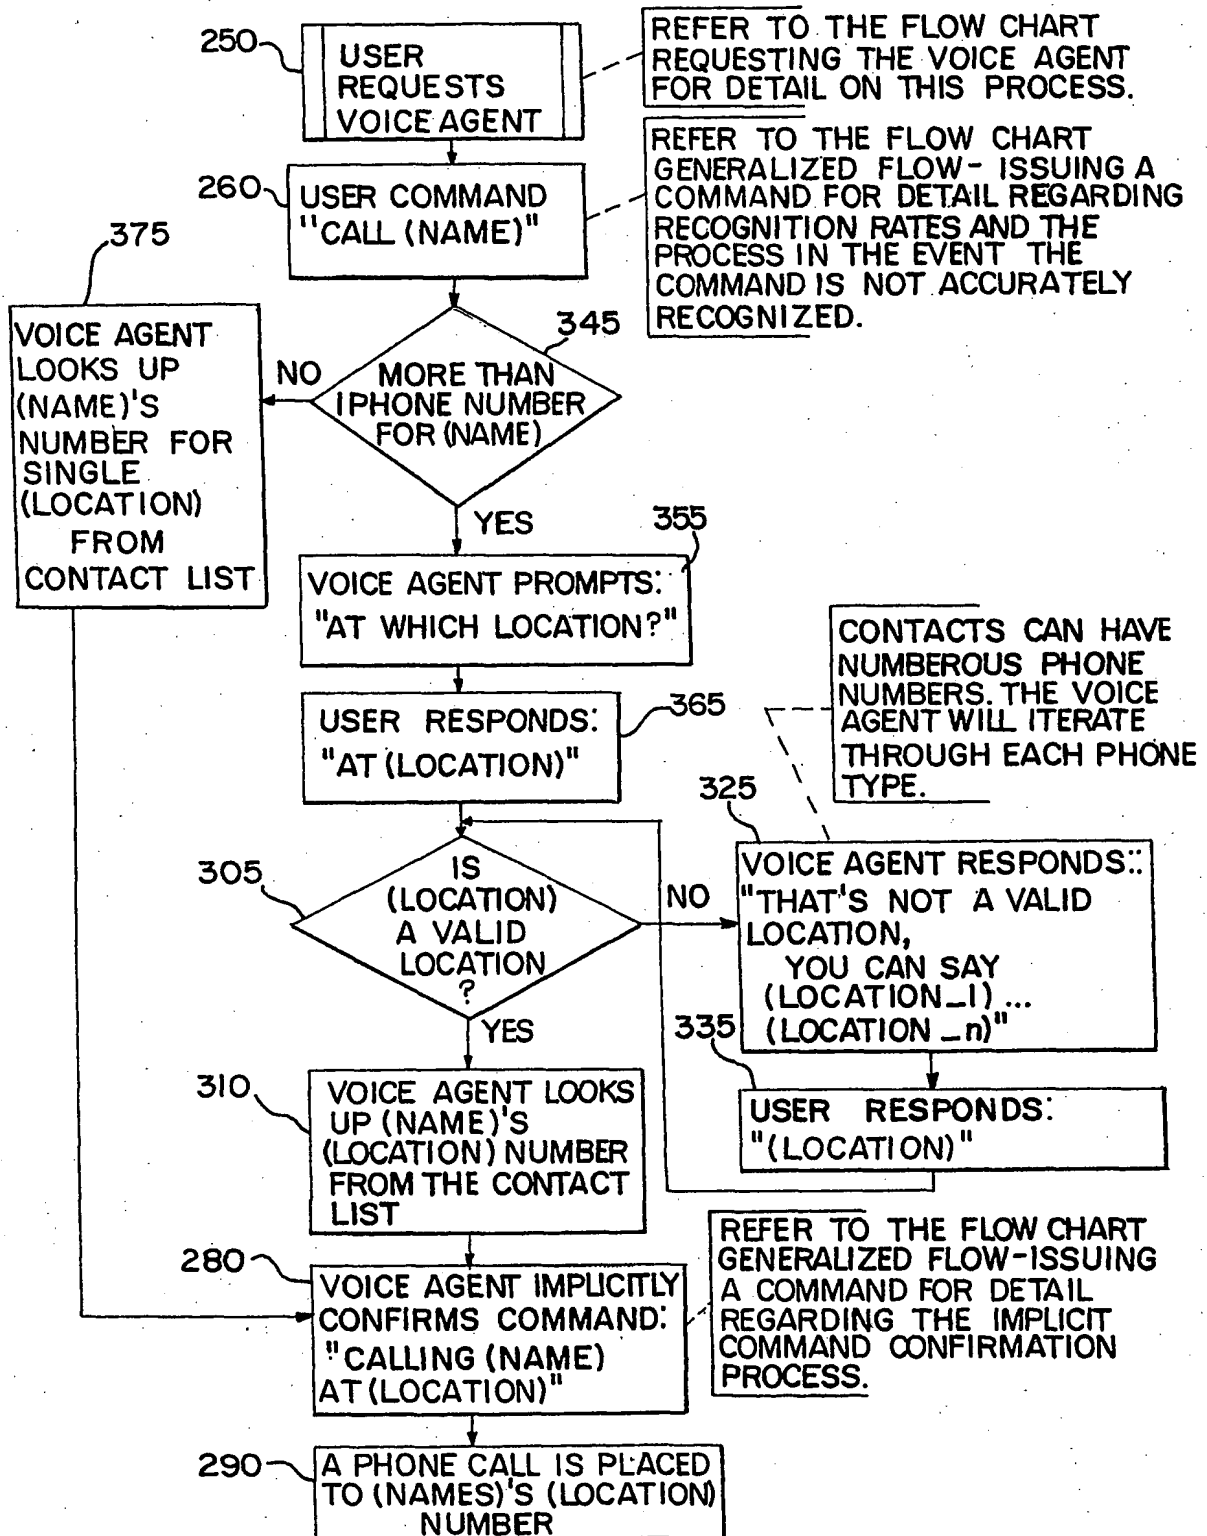 250
USER
REQUESTS
VOICE AGENT
REFER TO THE FLOW CHART
REQUESTING THE VOICE AGENT
FOR DETAIL ON THIS PROCESS.
260
USER COMMAND
"CALL (NAME)"
REFER TO THE FLOW CHART
GENERALIZED FLOW- ISSUING A
COMMAND FOR DETAIL REGARDING
RECOGNITION RATES AND THE
PROCESS IN THE EVENT THE
COMMAND IS NOT ACCURATELY
RECOGNIZED.
375
VOICE AGENT
LOOKS UP
(NAME)'S
NUMBER FOR
SINGLE
(LOCATION)
FROM
CONTACT LIST
NO
345
MORE THAN
1 PHONE NUMBER
FOR (NAME)
YES
355
VOICE AGENT PROMPTS:
"AT WHICH LOCATION?"
365
USER RESPONDS:
"AT (LOCATION)"
CONTACTS CAN HAVE
NUMBEROUS PHONE
NUMBERS. THE VOICE
AGENT WILL ITERATE
THROUGH EACH PHONE
TYPE.
305
IS
(LOCATION)
A VALID
LOCATION
?
NO
325
VOICE AGENT RESPONDS:
"THAT'S NOT A VALID
LOCATION,
YOU CAN SAY
(LOCATION_1) ...
(LOCATION_n)"
YES
335
USER RESPONDS:
"(LOCATION)"
310
VOICE AGENT LOOKS
UP (NAME)'S
(LOCATION) NUMBER
FROM THE CONTACT
LIST
280
VOICE AGENT IMPLICITLY
CONFIRMS COMMAND:
"CALLING (NAME)
AT (LOCATION)"
REFER TO THE FLOW CHART
GENERALIZED FLOW-ISSUING
A COMMAND FOR DETAIL
REGARDING THE IMPLICIT
COMMAND CONFIRMATION
PROCESS.
290
A PHONE CALL IS PLACED
TO (NAMES)'S (LOCATION)
NUMBER